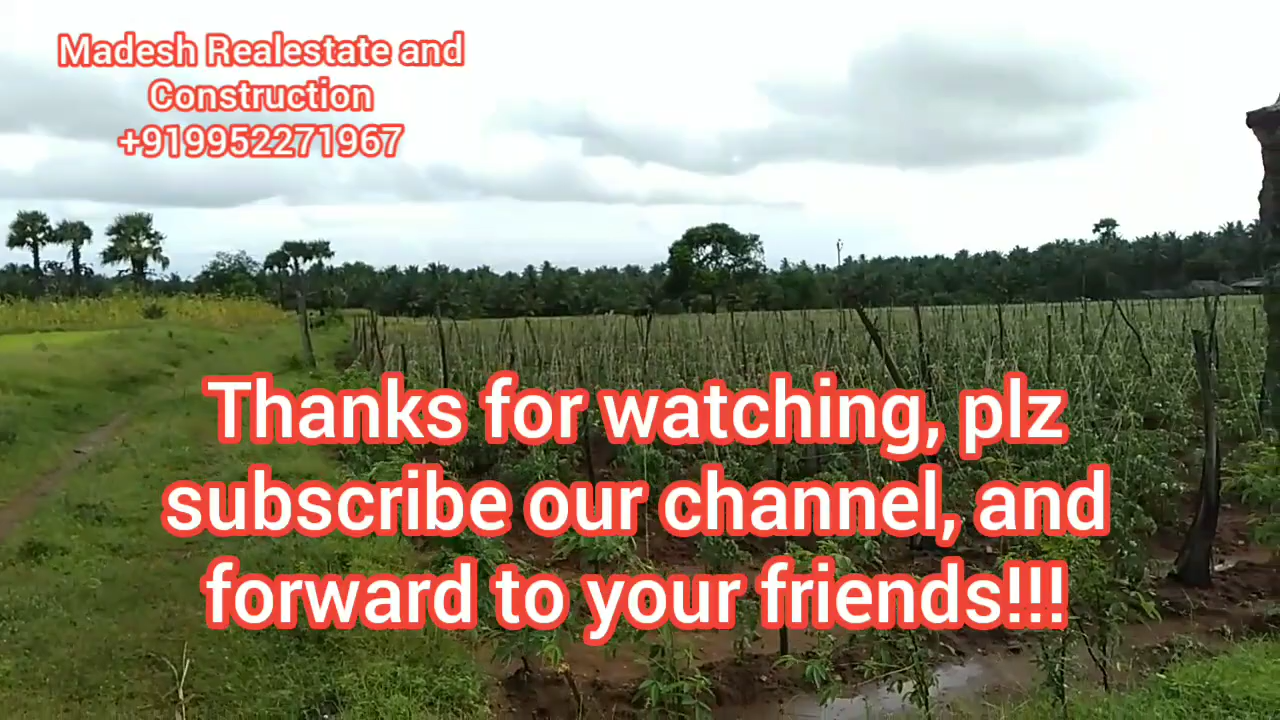 Madesh Realestate and
Construction
+919952271967
Thanks for watching, plz
subscribe our channel, and
forward to your friends!!!